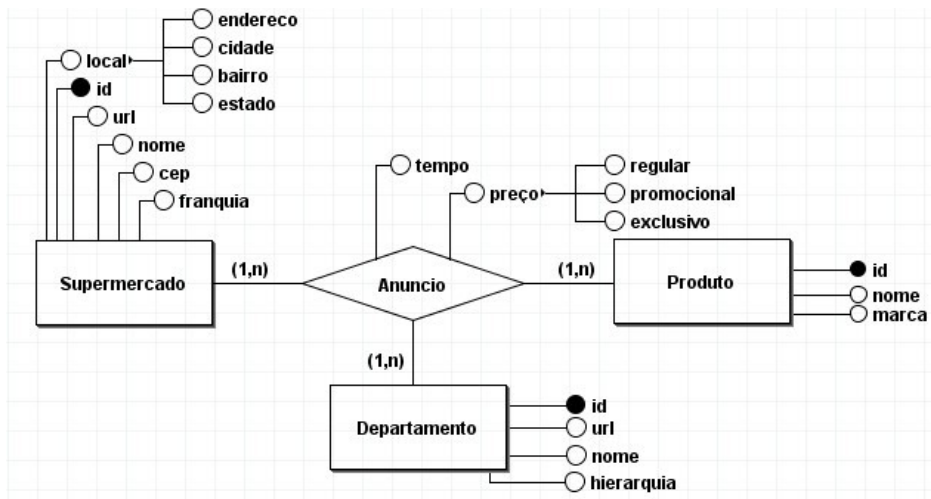 endereco
local
cidade
id
bairro
url
estado
nome
tempo
regular
cep
preço
promocional
franquia
exclusivo
Supermercado
(1,n)
Anuncio
(1,n)
Produto
id
nome
marca
(1,n)
Departamento
id
url
nome
hierarquia